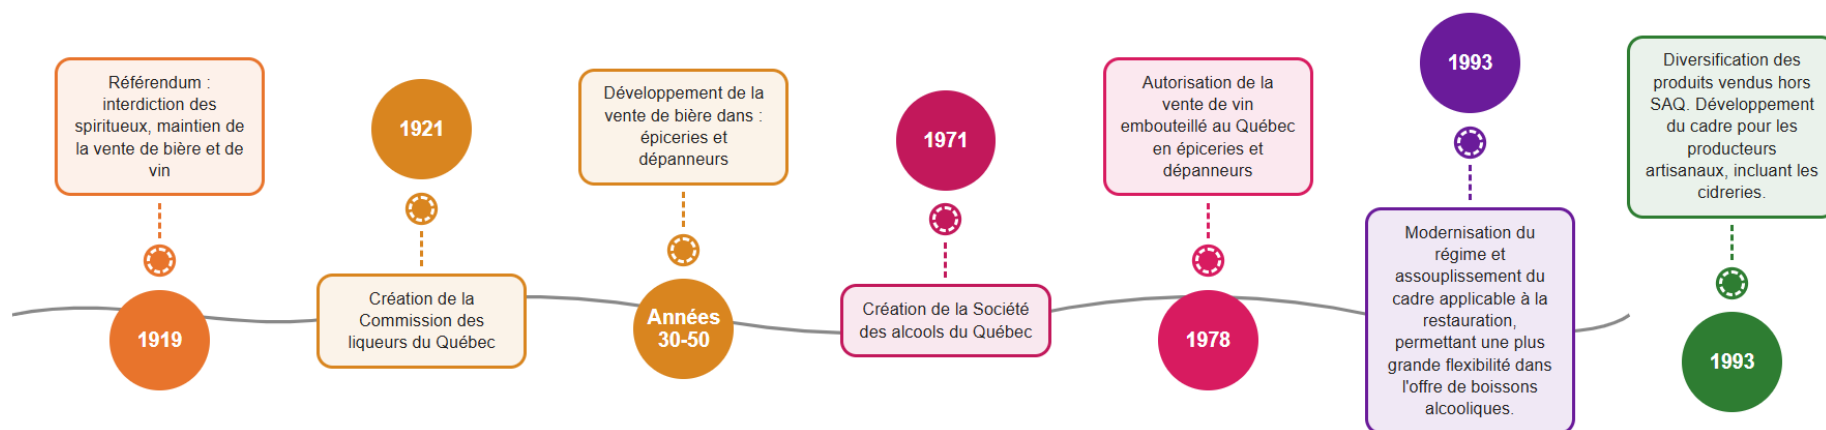 Référendum :
interdiction des
spiritueux, maintien de
la vente de bière et de
vin
1919
1921
Création de la
Commission des
liqueurs du Québec
Développement de la
vente de bière dans :
épiceries et
dépanneurs
Années
30-50
1971
Création de la Société
des alcools du Québec
Autorisation de la
vente de vin
embouteillé au Québec
en épiceries et
dépanneurs
1978
1993
Modernisation du
régime et
assouplissement du
cadre applicable à la
restauration,
permettant une plus
grande flexibilité dans
l'offre de boissons
alcooliques.
Diversification des
produits vendus hors
SAQ. Développement
du cadre pour les
producteurs
artisanaux, incluant les
cidreries.
1993